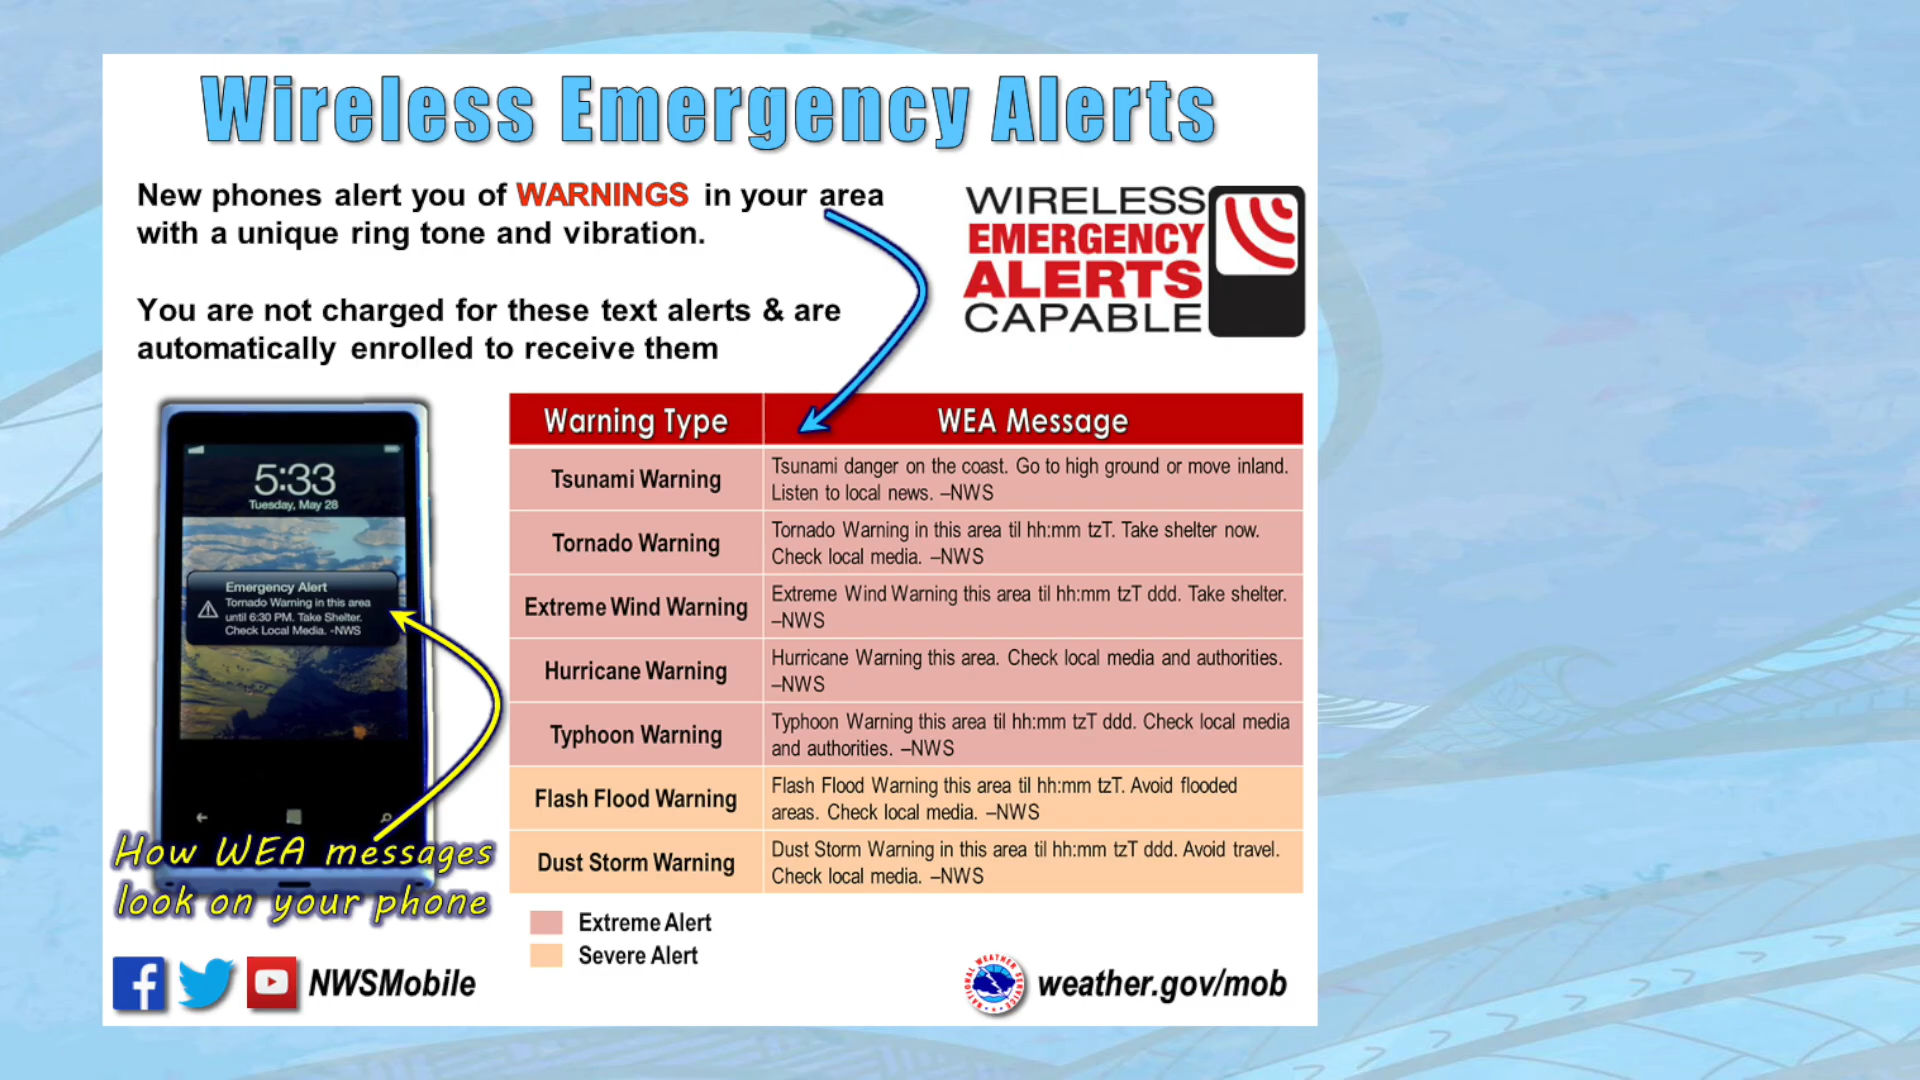 Wireless Emergency Alerts
New phones alert you of WARNINGS in your area
with a unique ring tone and vibration.
You are not charged for these text alerts & are
automatically enrolled to receive them
WIRELESS
EMERGENCY
ALERTS
CAPABLE
5:33
Tuesday, May 28
Emergency Alert
Tornado Warning in this area
until 6:30 PM. Take Shelter.
Check Local Media. -NWS
How WEA messages
look on your phone
Warning Type WEA Message
Tsunami Warning
Tsunami danger on the coast. Go to high ground or move inland.
Listen to local news. –NWS
Tornado Warning
Tornado Warning in this area til hh:mm tzT. Take shelter now.
Check local media. –NWS
Extreme Wind Warning
Extreme Wind Warning this area til hh:mm tzT ddd. Take shelter.
–NWS
Hurricane Warning
Hurricane Warning this area. Check local media and authorities.
–NWS
Typhoon Warning
Typhoon Warning this area til hh:mm tzT ddd. Check local media
and authorities. –NWS
Flash Flood Warning
Flash Flood Warning this area til hh:mm tzT. Avoid flooded
areas. Check local media. –NWS
Dust Storm Warning
Dust Storm Warning in this area til hh:mm tzT ddd. Avoid travel.
Check local media. –NWS
Extreme Alert
Severe Alert
NWSMobile
NATIONAL WEATHER SERVICE
weather.gov/mob